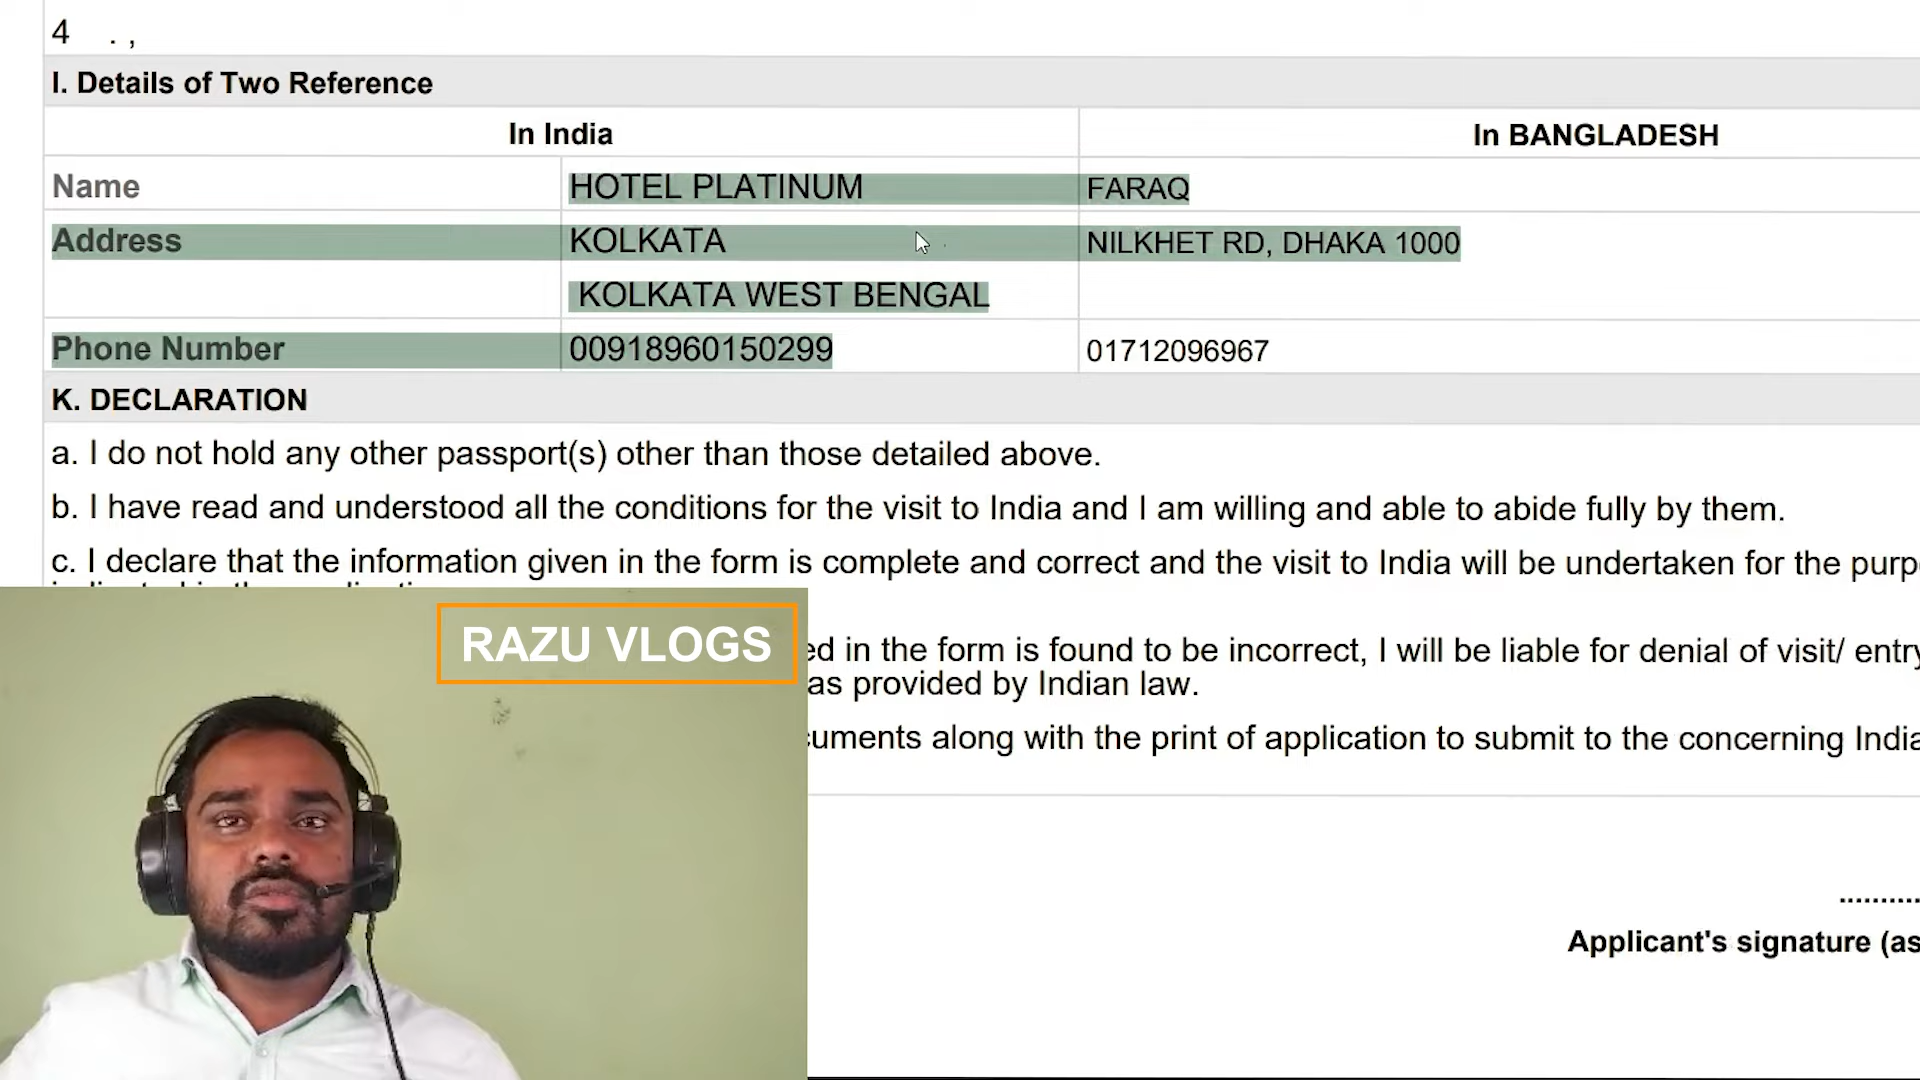 4 . ,
I. Details of Two Reference
In India In BANGLADESH
Name HOTEL PLATINUM FARAQ
Address KOLKATA NILKHET RD, DHAKA 1000
KOLKATA WEST BENGAL
Phone Number 00918960150299 01712096967
K. DECLARATION
a. I do not hold any other passport(s) other than those detailed above.
b. I have read and understood all the conditions for the visit to India and I am willing and able to abide fully by them.
c. I declare that the information given in the form is complete and correct and the visit to India will be undertaken for the purp
RAZU VLOGS
ed in the form is found to be incorrect, I will be liable for denial of visit/ entry
as provided by Indian law.
cuments along with the print of application to submit to the concerning India
Applicant's signature (as